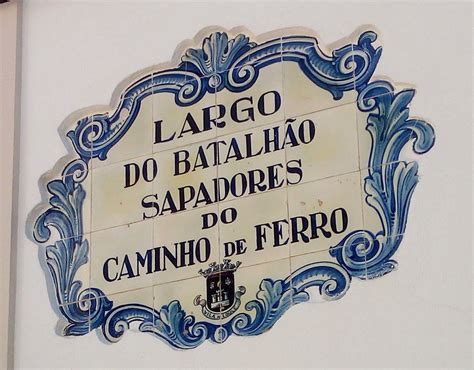 LARGO
DO BATALHÃO
SAPADORES
DO
CAMINHO DE FERRO